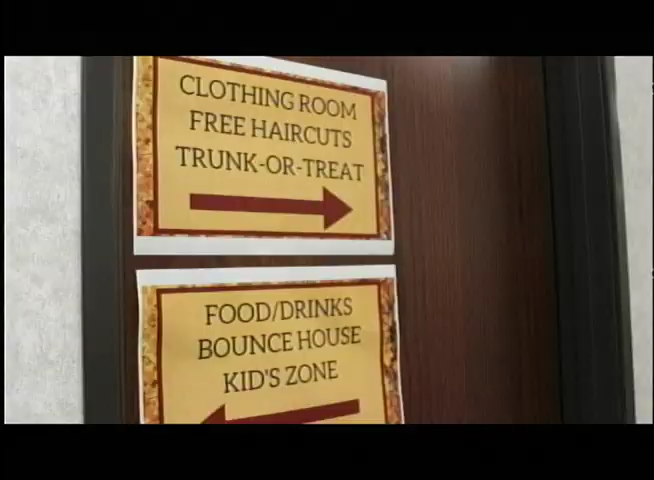 CLOTHING ROOM
FREE HAIRCUTS
TRUNK-OR-TREAT
FOOD/DRINKS
BOUNCE HOUSE
KID'S ZONE